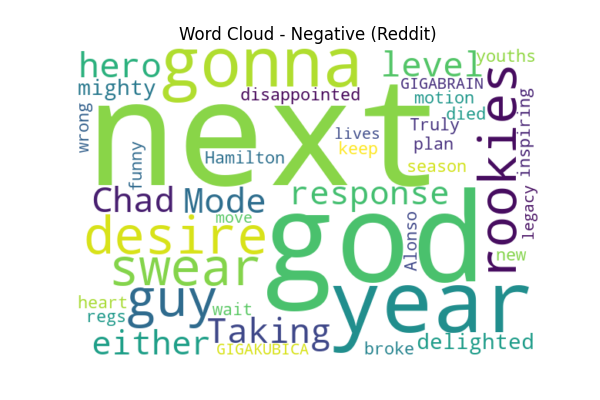 Word Cloud - Negative (Reddit)
hero
gonna
level
youths
mighty
GIGABRAIN
disappointed
motion
died
wrong
next
rookies
inspiring
lives
Truly
funny
Hamilton
keep
plan
season
Chad
Mode
response
legacy
move
god
Alonso
desire
swear
new
heart
guy
wait
year
regs
Taking
either
GIGAKUBICA
broke
delighted